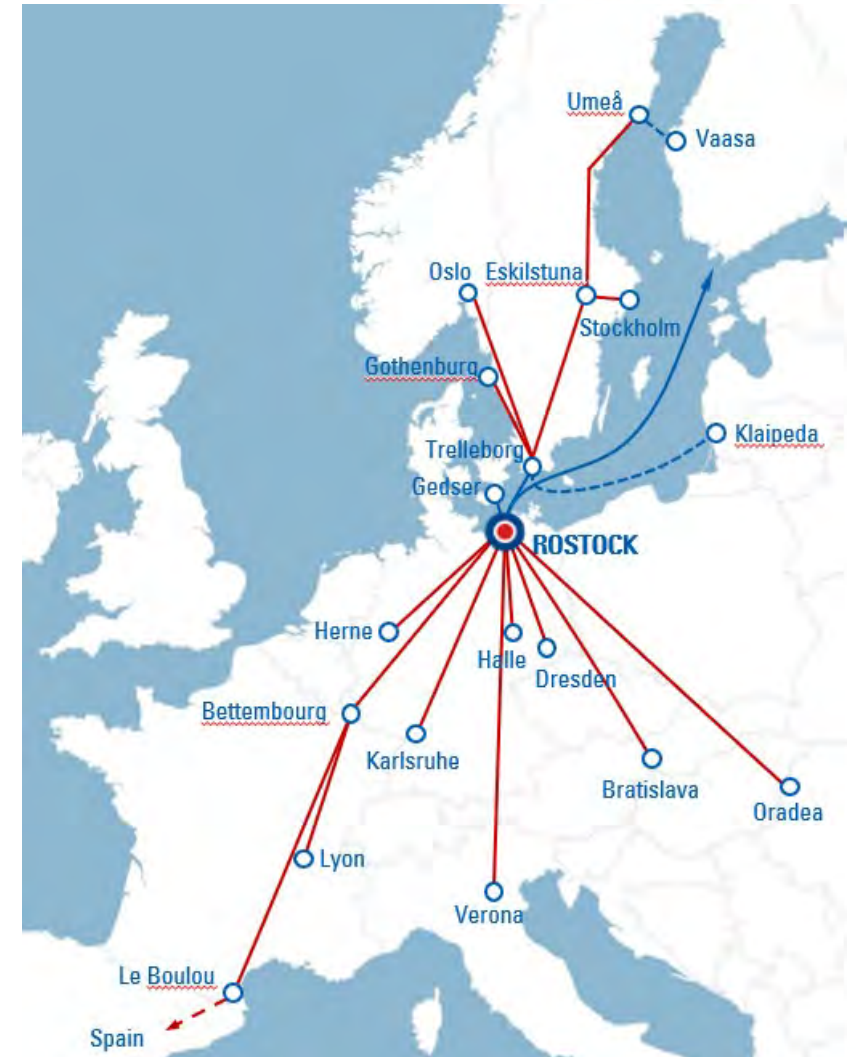 Umeå
Vaasa
Oslo
Eskilstuna
Stockholm
Gothenburg
Klaipeda
Trelleborg
Gedser
ROSTOCK
Herne
Halle
Dresden
Bettembourg
Karlsruhe
Bratislava
Oradea
Lyon
Verona
Le Boulou
Spain